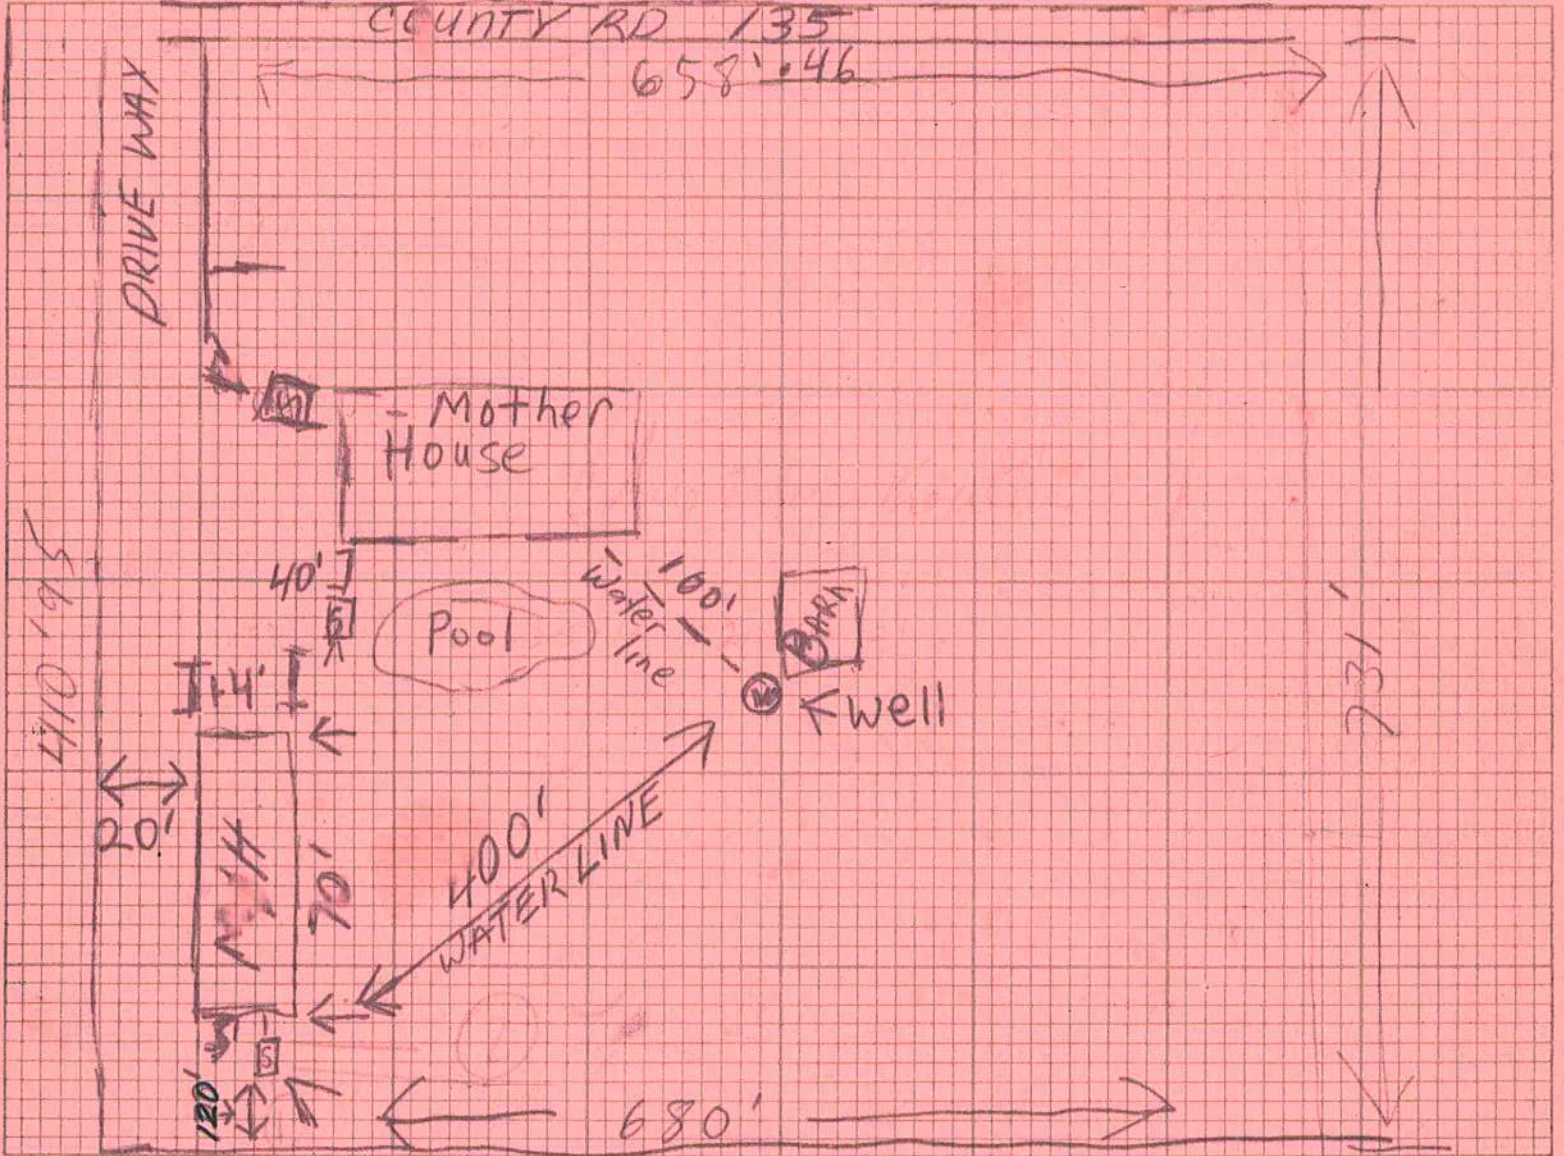 COUNTY RD 135
658'.46
DRIVE WAY
S
Mother
House
410'95
40'
S
Pool
100'
Water
line
BARN
W
Well
731'
14'
20'
M/H
70'
400'
WATER LINE
S
120'
680'